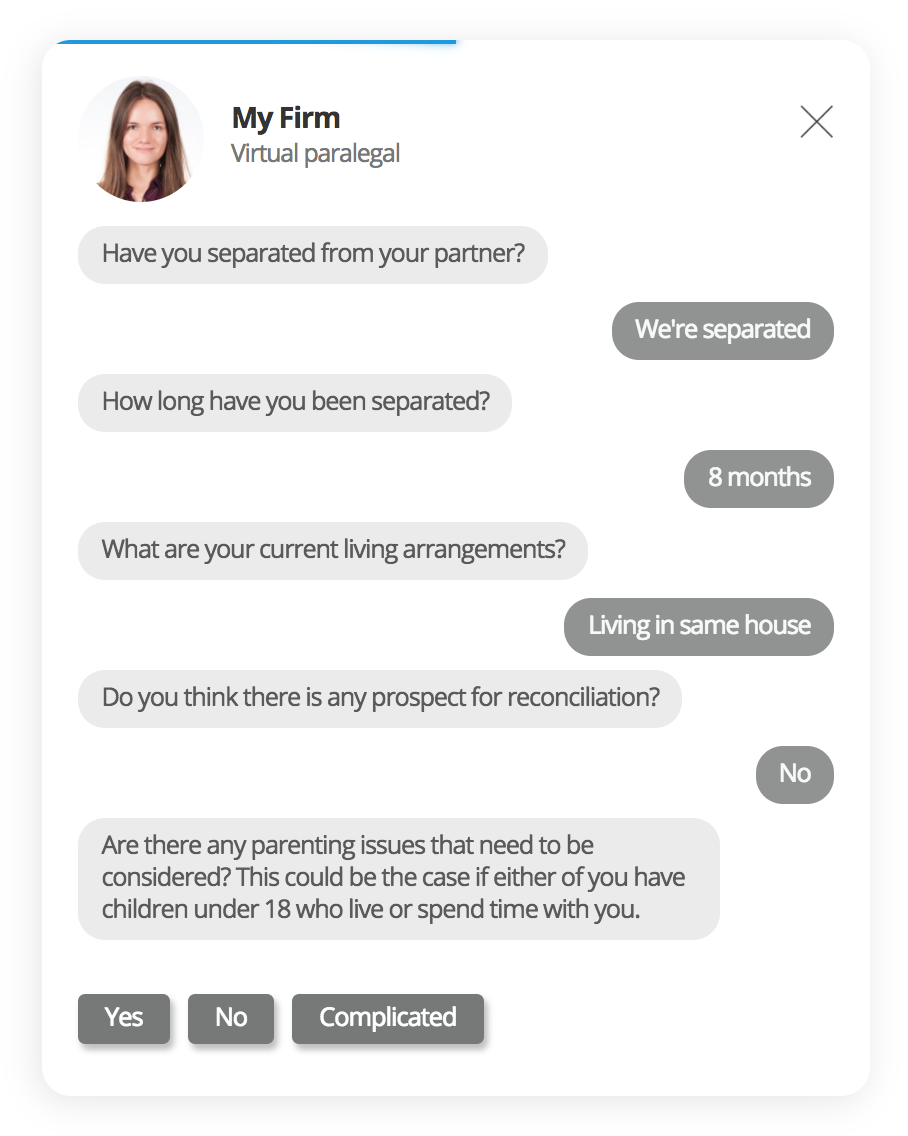 My Firm
Virtual paralegal
Have you separated from your partner?
We're separated
How long have you been separated?
8 months
What are your current living arrangements?
Living in same house
Do you think there is any prospect for reconciliation?
No
Are there any parenting issues that need to be
considered? This could be the case if either of you have
children under 18 who live or spend time with you.
Yes
No
Complicated